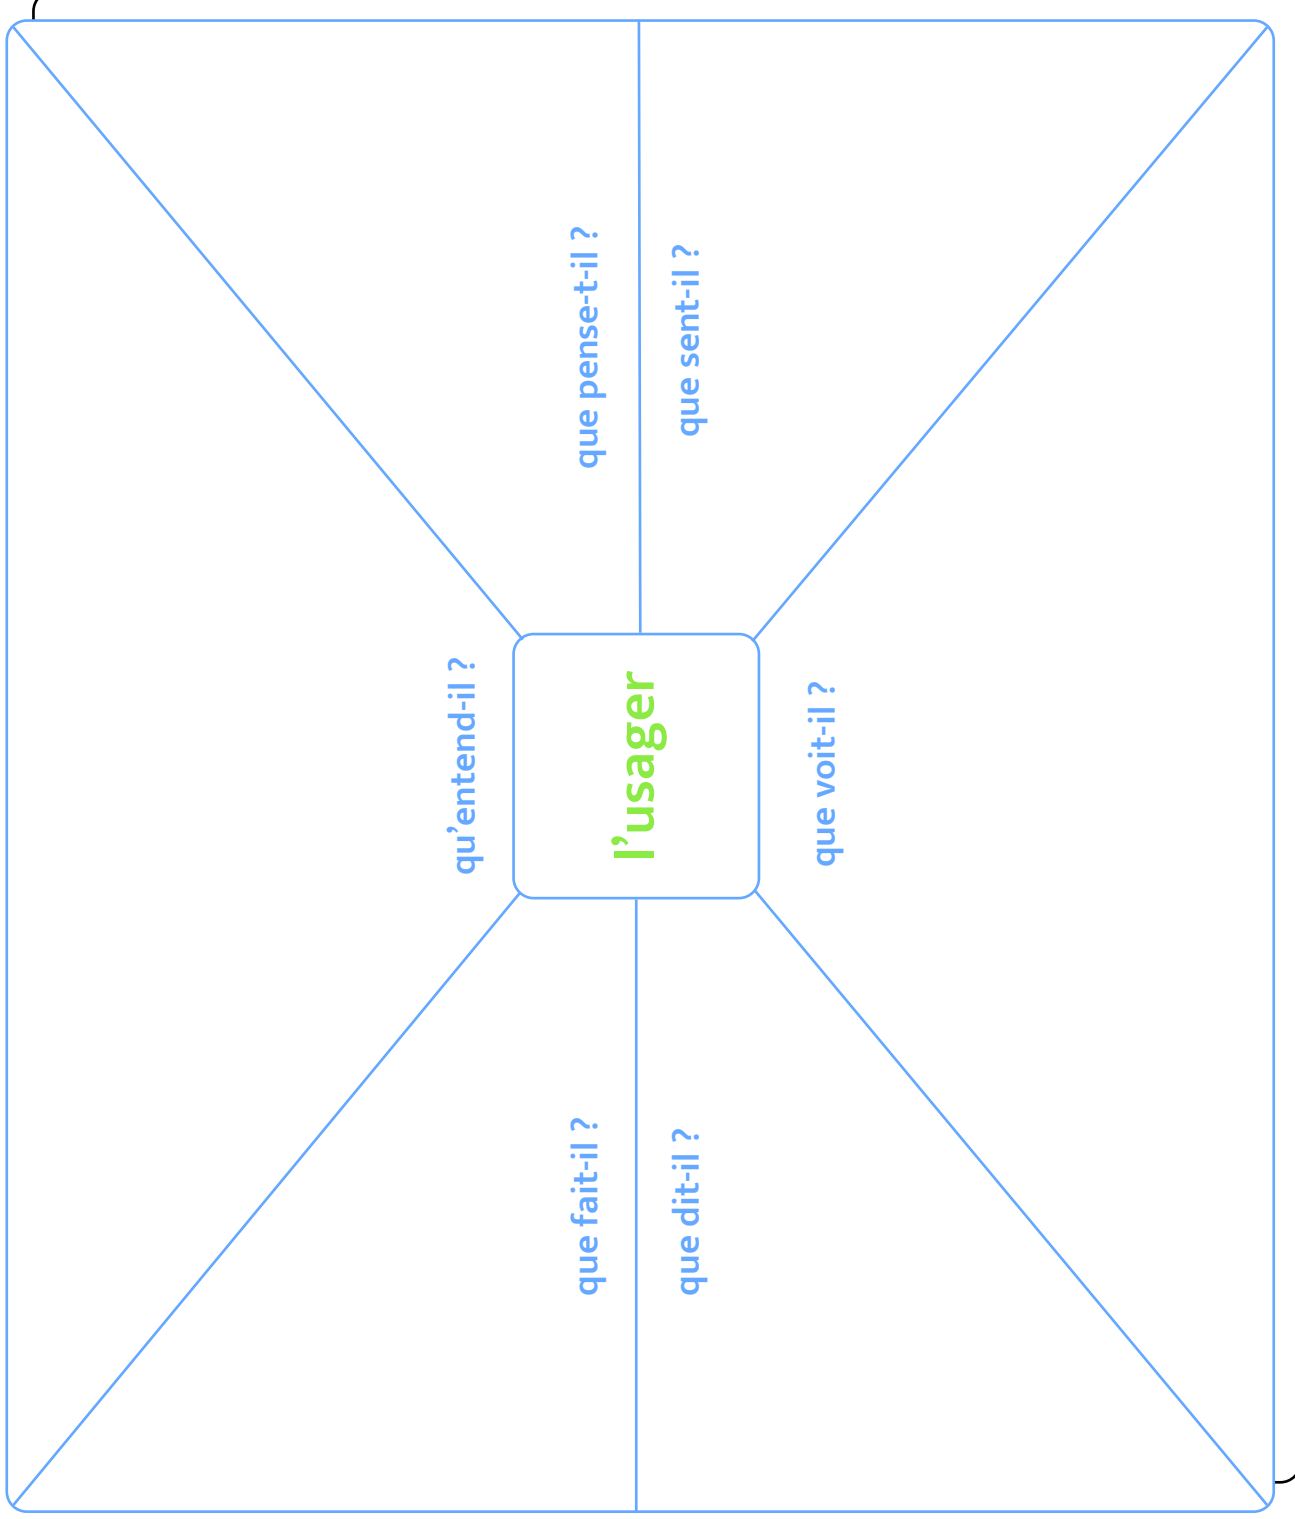 qu’entend-il ?
que pense-t-il ?
que fait-il ?
l’usager
que sent-il ?
que dit-il ?
que voit-il ?